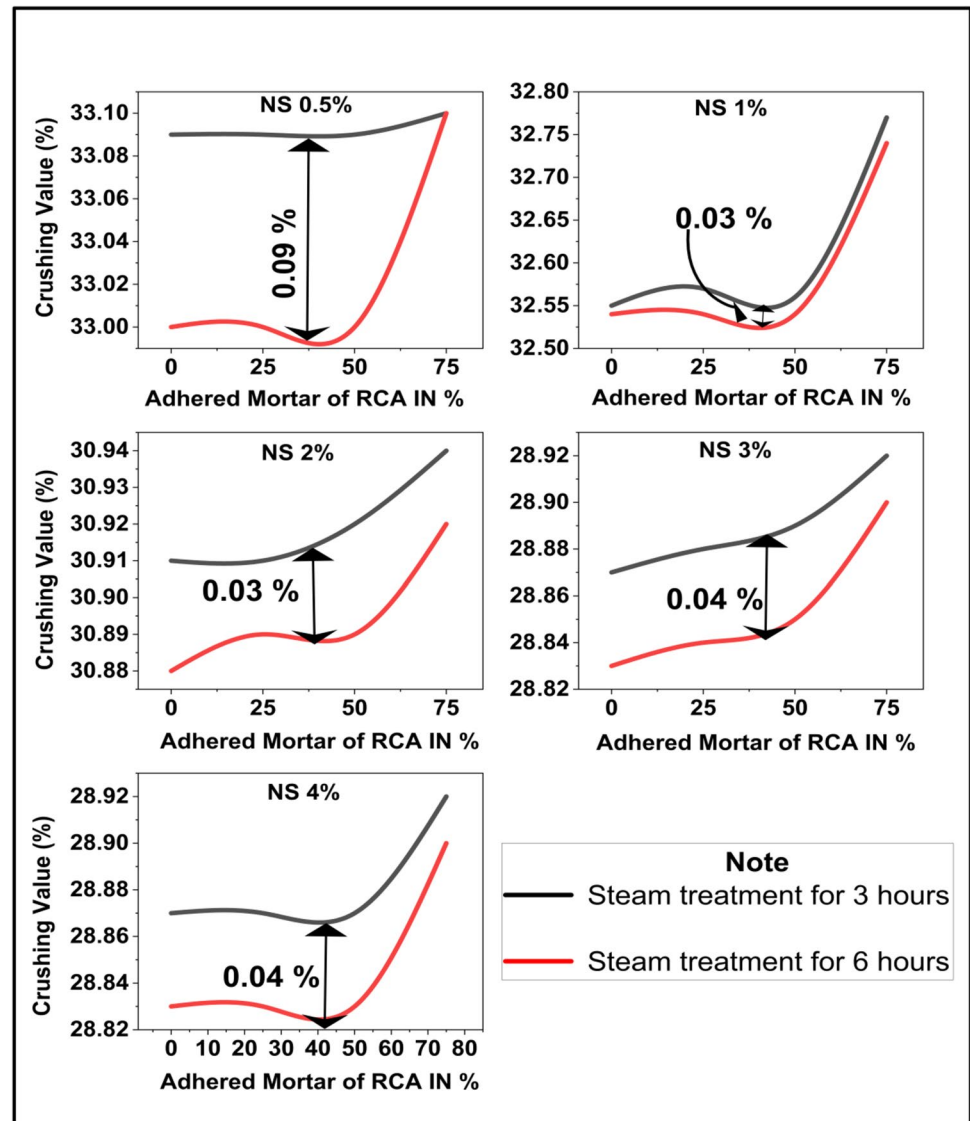 NS 0.5%
Crushing Value (%)
33.10
33.08
33.06
33.04
33.02
33.00
0.09 %
0 25 50 75
Adhered Mortar of RCA IN %
NS 1%
32.80
32.75
32.70
32.60
32.55
32.50
0.03 %
0 25 50 75
Adhered Mortar of RCA IN %
NS 2%
Crushing Value (%)
30.94
30.93
30.92
30.91
30.90
30.89
30.88
0.03 %
0 25 50 75
Adhered Mortar of RCA IN %
NS 3%
28.92
28.90
28.88
28.86
28.84
28.82
0.04 %
0 25 50 75
Adhered Mortar of RCA IN %
NS 4%
Crushing Value (%)
28.92
28.90
28.88
28.86
28.84
28.82
0.04 %
0 10 20 30 40 50 60 70 80
Adhered Mortar of RCA IN %
Note
Steam treatment for 3 hours
Steam treatment for 6 hours